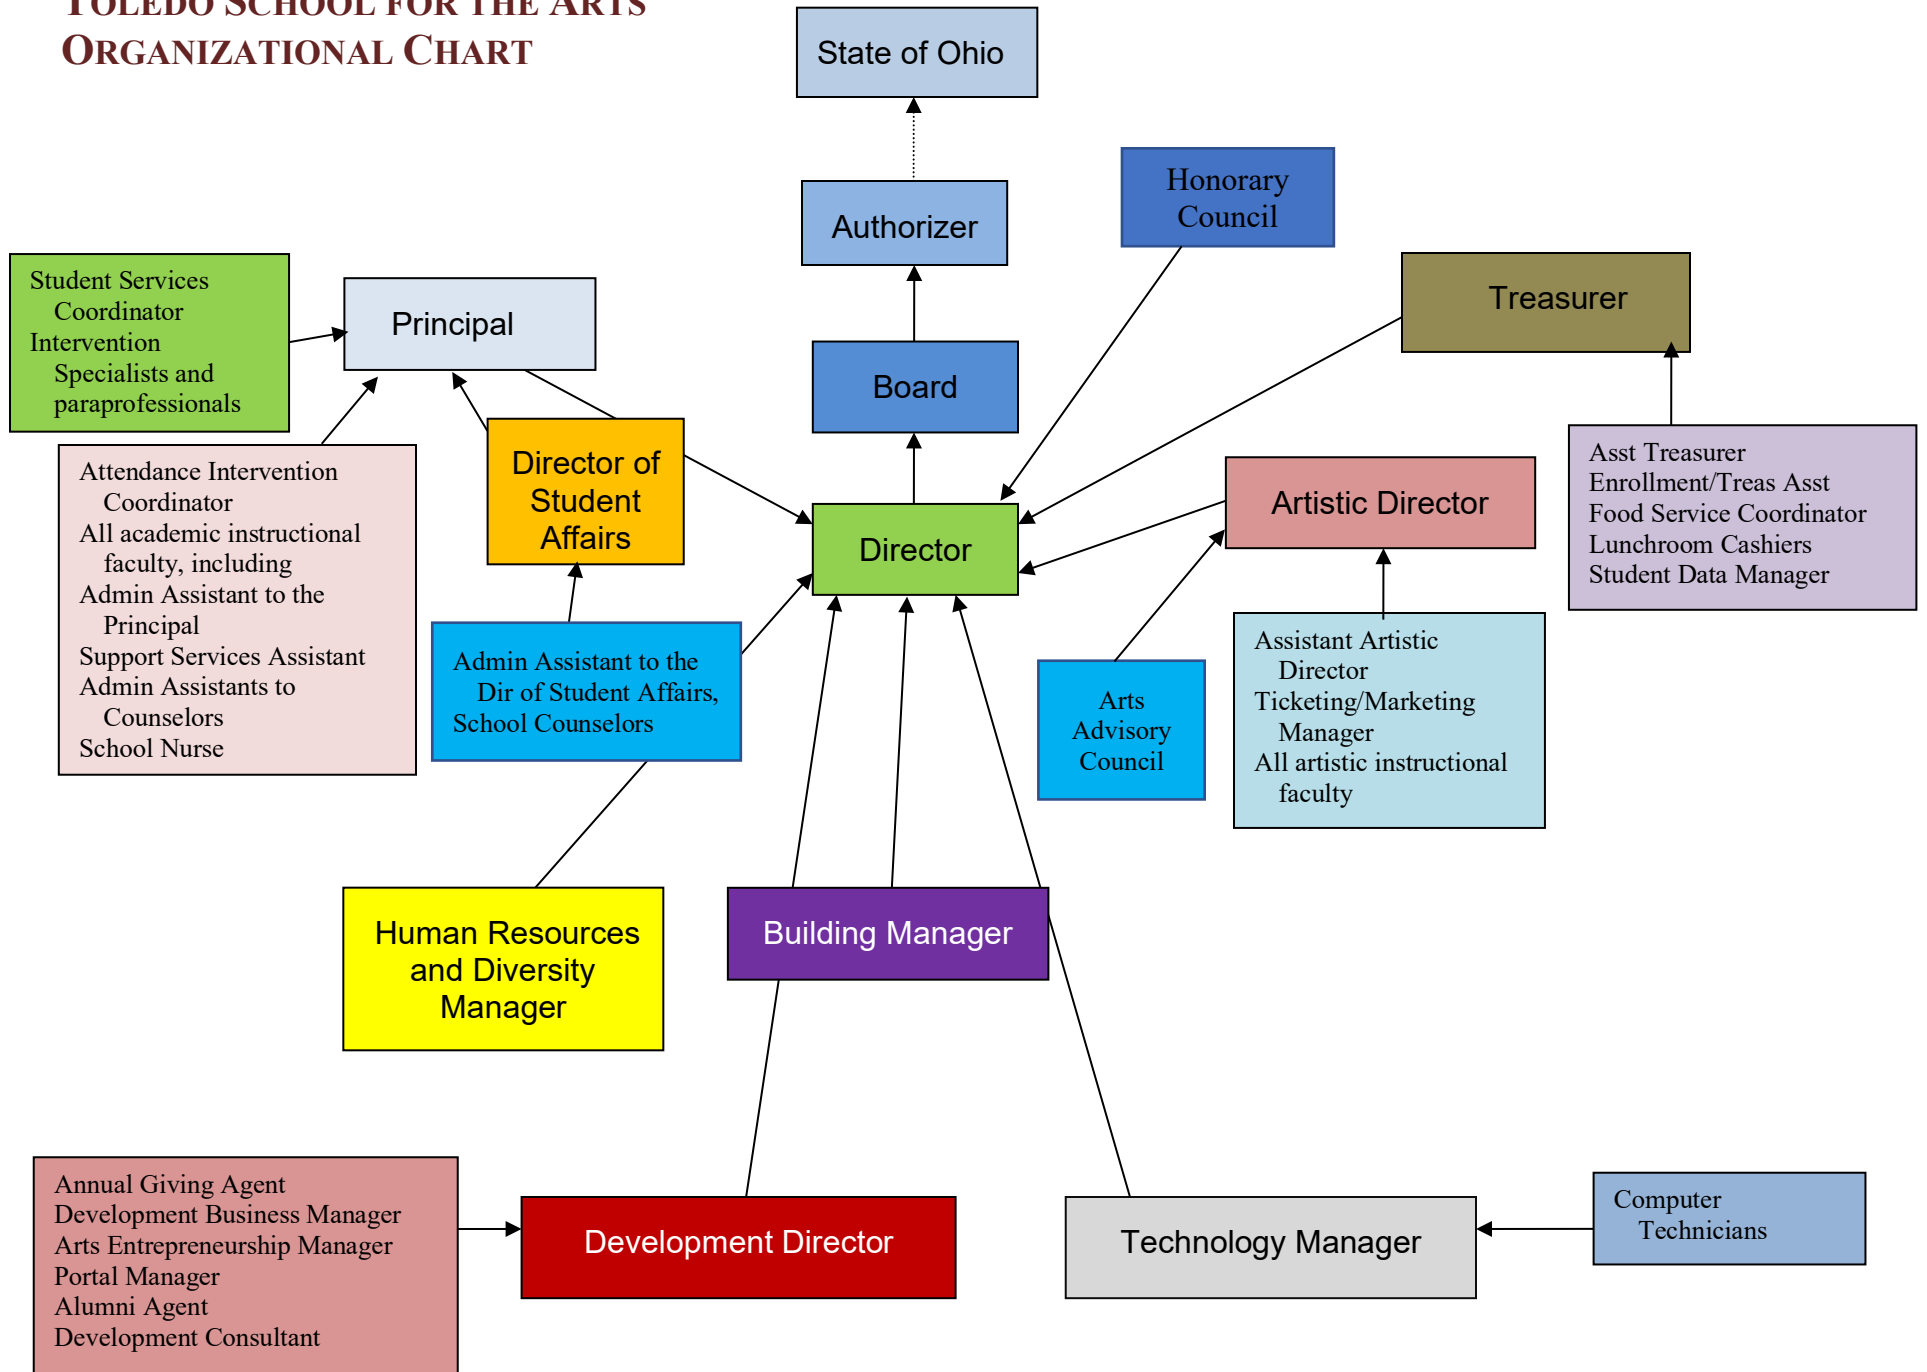 TOLEDO SCHOOL FOR THE ARTS
ORGANIZATIONAL CHART
State of Ohio
Authorizer
Honorary
Council
Student Services
Coordinator
Intervention
Specialists and
paraprofessionals
Principal
Treasurer
Board
Attendance Intervention
Coordinator
All academic instructional
faculty, including
Admin Assistant to the
Principal
Support Services Assistant
Admin Assistants to
Counselors
School Nurse
Director of
Student
Affairs
Director
Artistic Director
Asst Treasurer
Enrollment/Treas Asst
Food Service Coordinator
Lunchroom Cashiers
Student Data Manager
Admin Assistant to the
Dir of Student Affairs,
School Counselors
Arts
Advisory
Council
Assistant Artistic
Director
Ticketing/Marketing
Manager
All artistic instructional
faculty
Human Resources
and Diversity
Manager
Building Manager
Annual Giving Agent
Development Business Manager
Arts Entrepreneurship Manager
Portal Manager
Alumni Agent
Development Consultant
Development Director
Technology Manager
Computer
Technicians